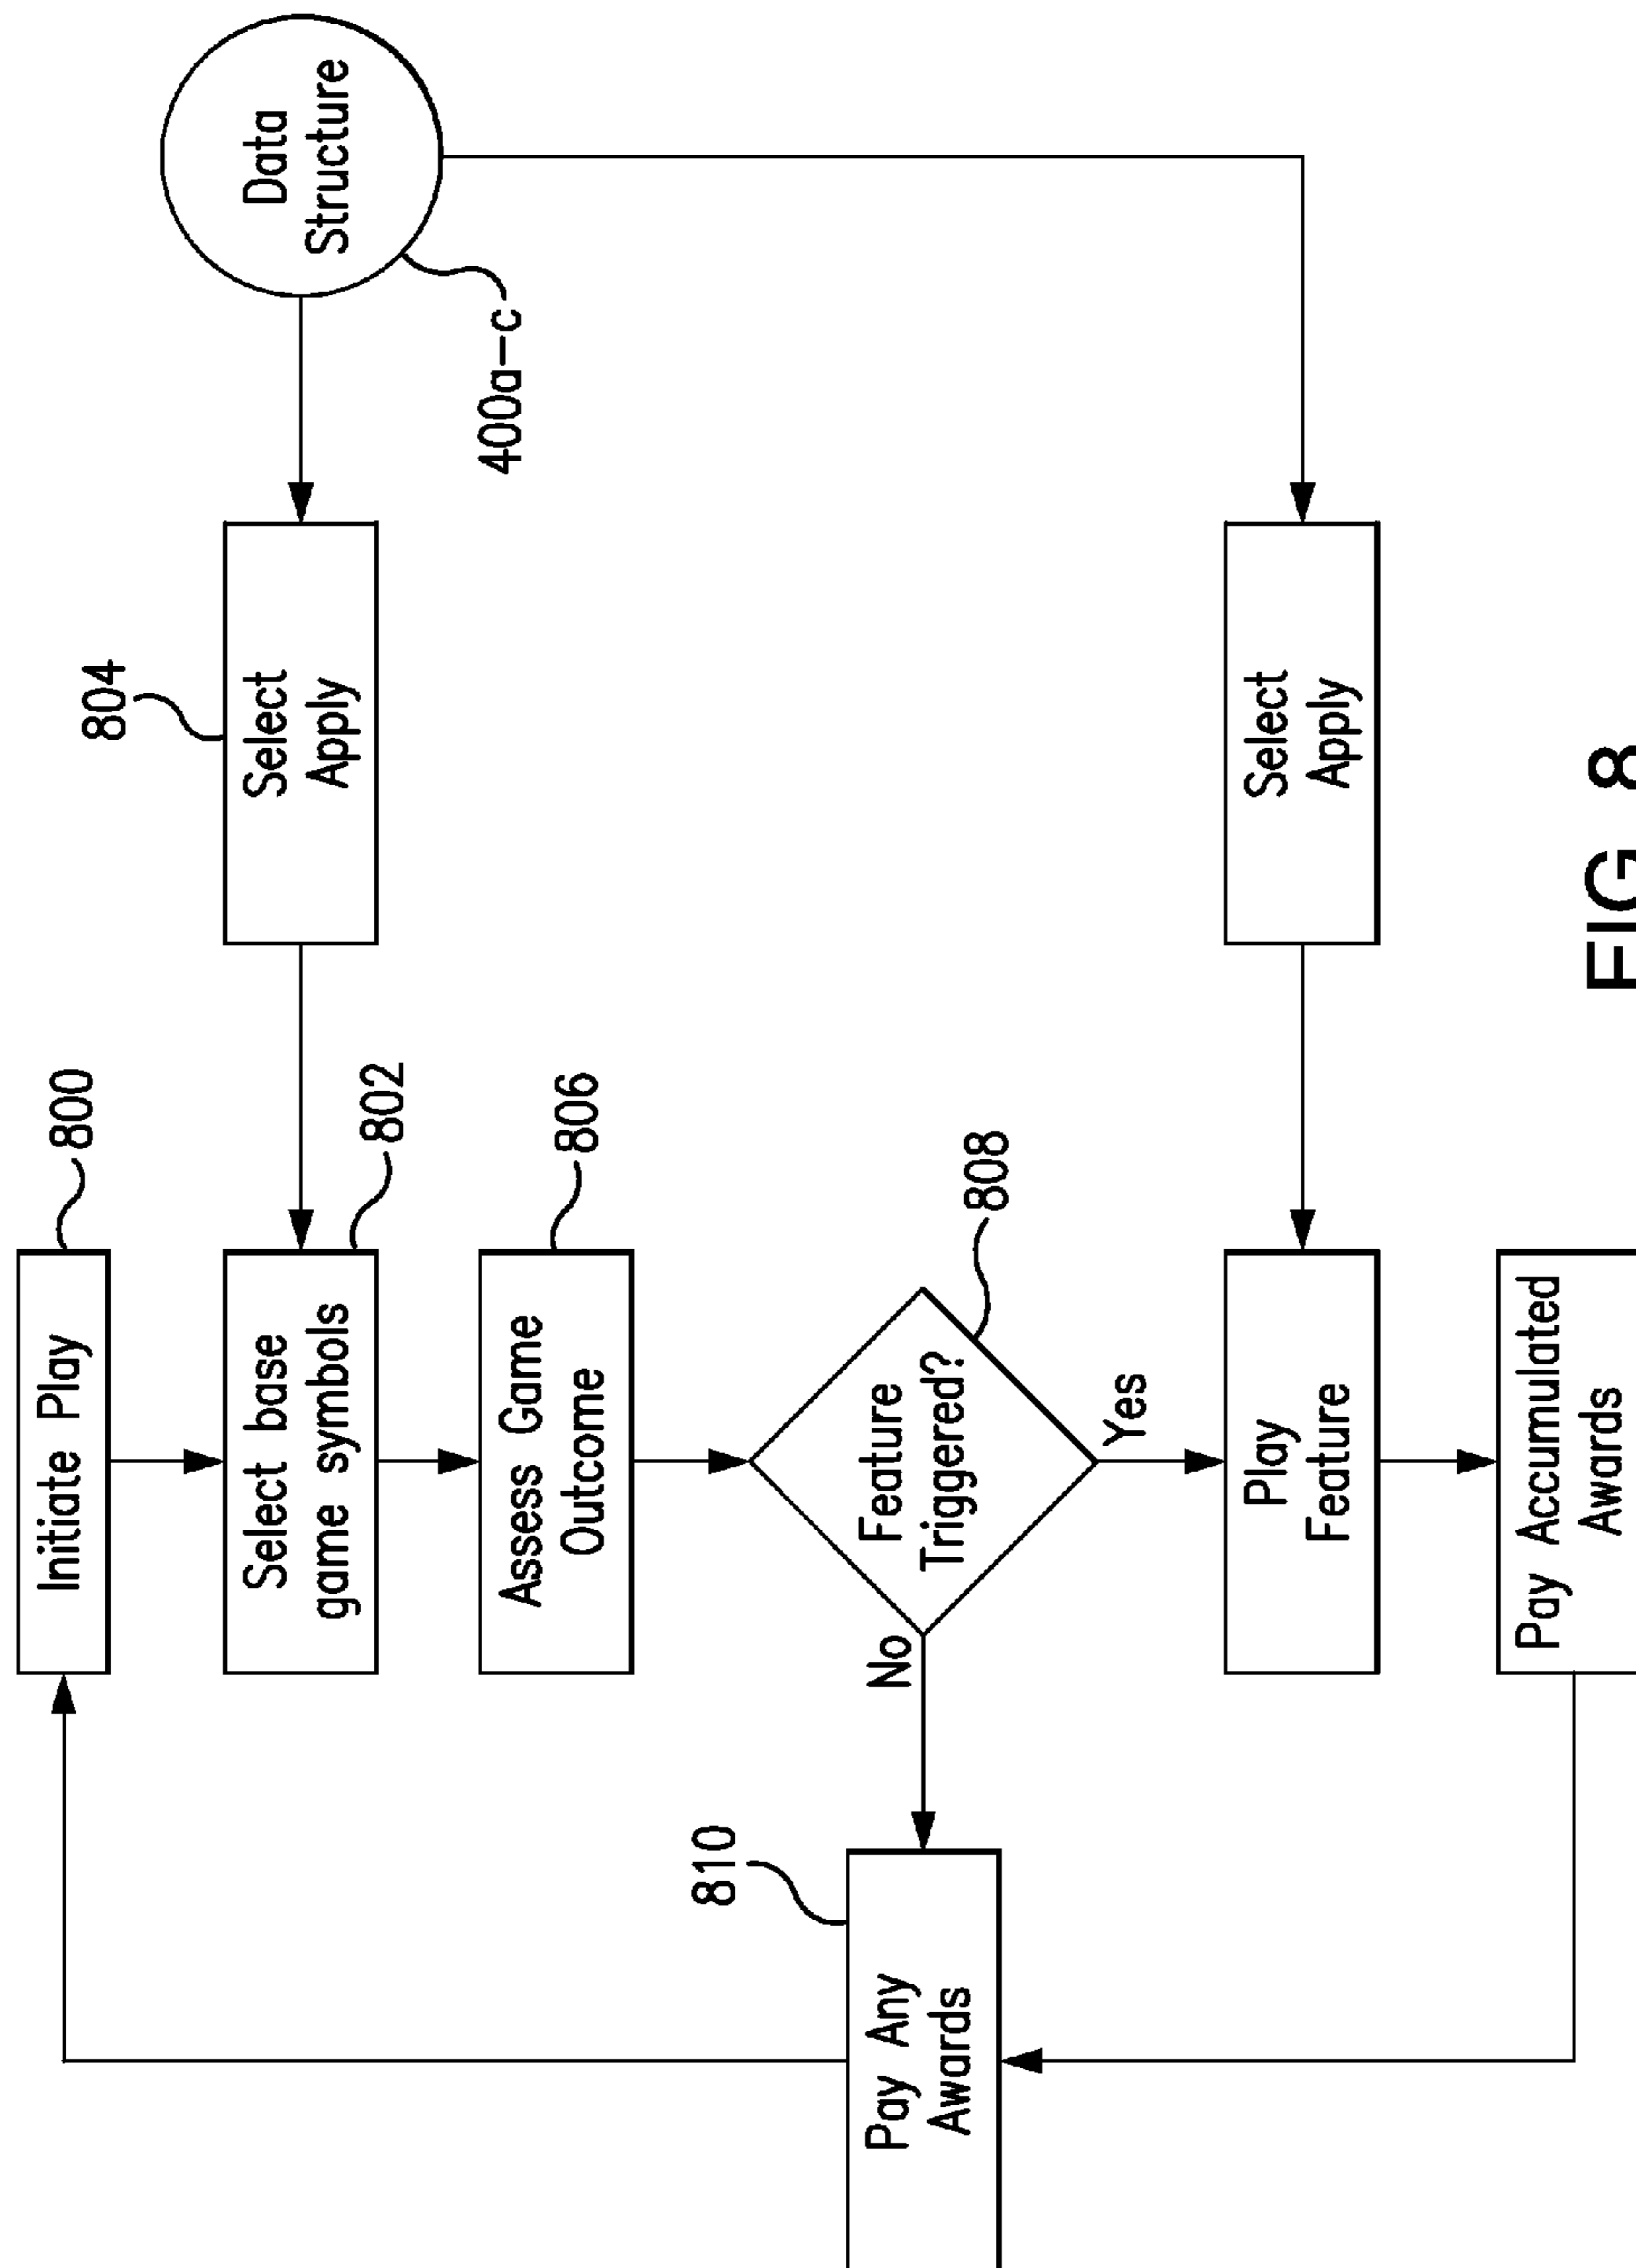 800
Initiate Play
Select base
game symbols
802
804
Select
Apply
Data
Structure
400a-c
Assess Game
Outcome
806
Feature
Triggered?
808
No
Yes
810
Pay Any
Awards
Play
Feature
Select
Apply
Pay Accumulated
Awards
FIG 8